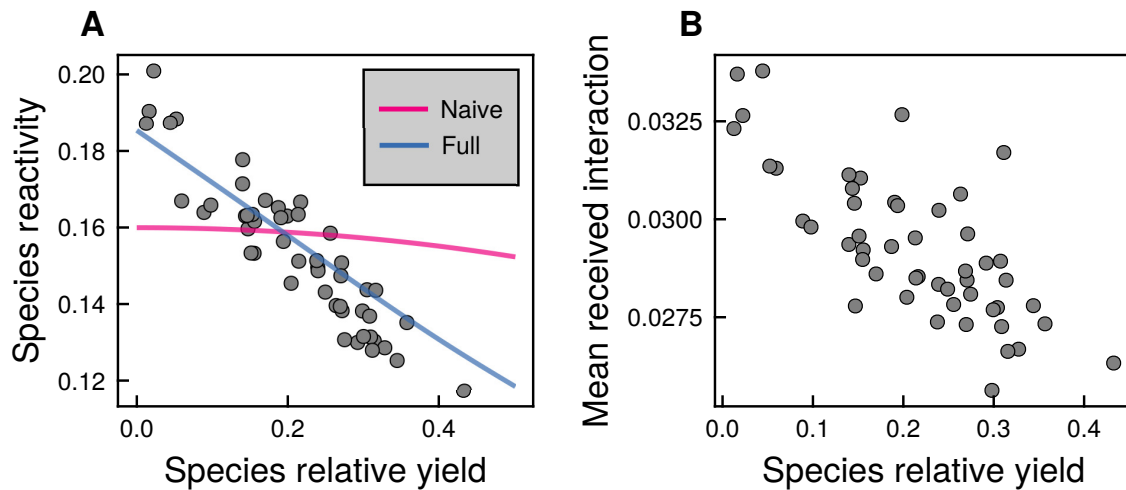 A
Species reactivity
0.20
0.18
0.16
0.14
0.12
Naive
Full
0.0
0.2
0.4
Species relative yield
B
Mean received interaction
0.0325
0.0300
0.0275
0.0
0.1
0.2
0.3
0.4
Species relative yield